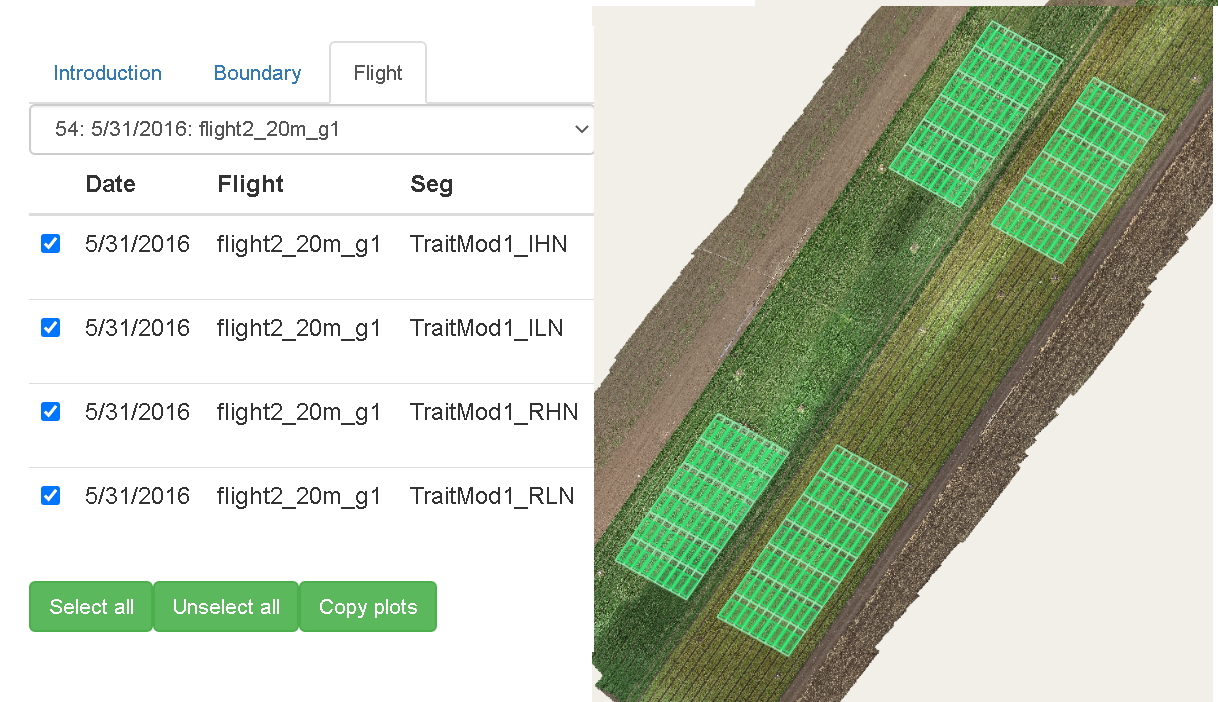 Introduction Boundary Flight
54: 5/31/2016: flight2_20m_g1
Date Flight Seg
5/31/2016 flight2_20m_g1 TraitMod1_IHN
5/31/2016 flight2_20m_g1 TraitMod1_ILN
5/31/2016 flight2_20m_g1 TraitMod1_RHN
5/31/2016 flight2_20m_g1 TraitMod1_RLN
Select all Unselect all Copy plots